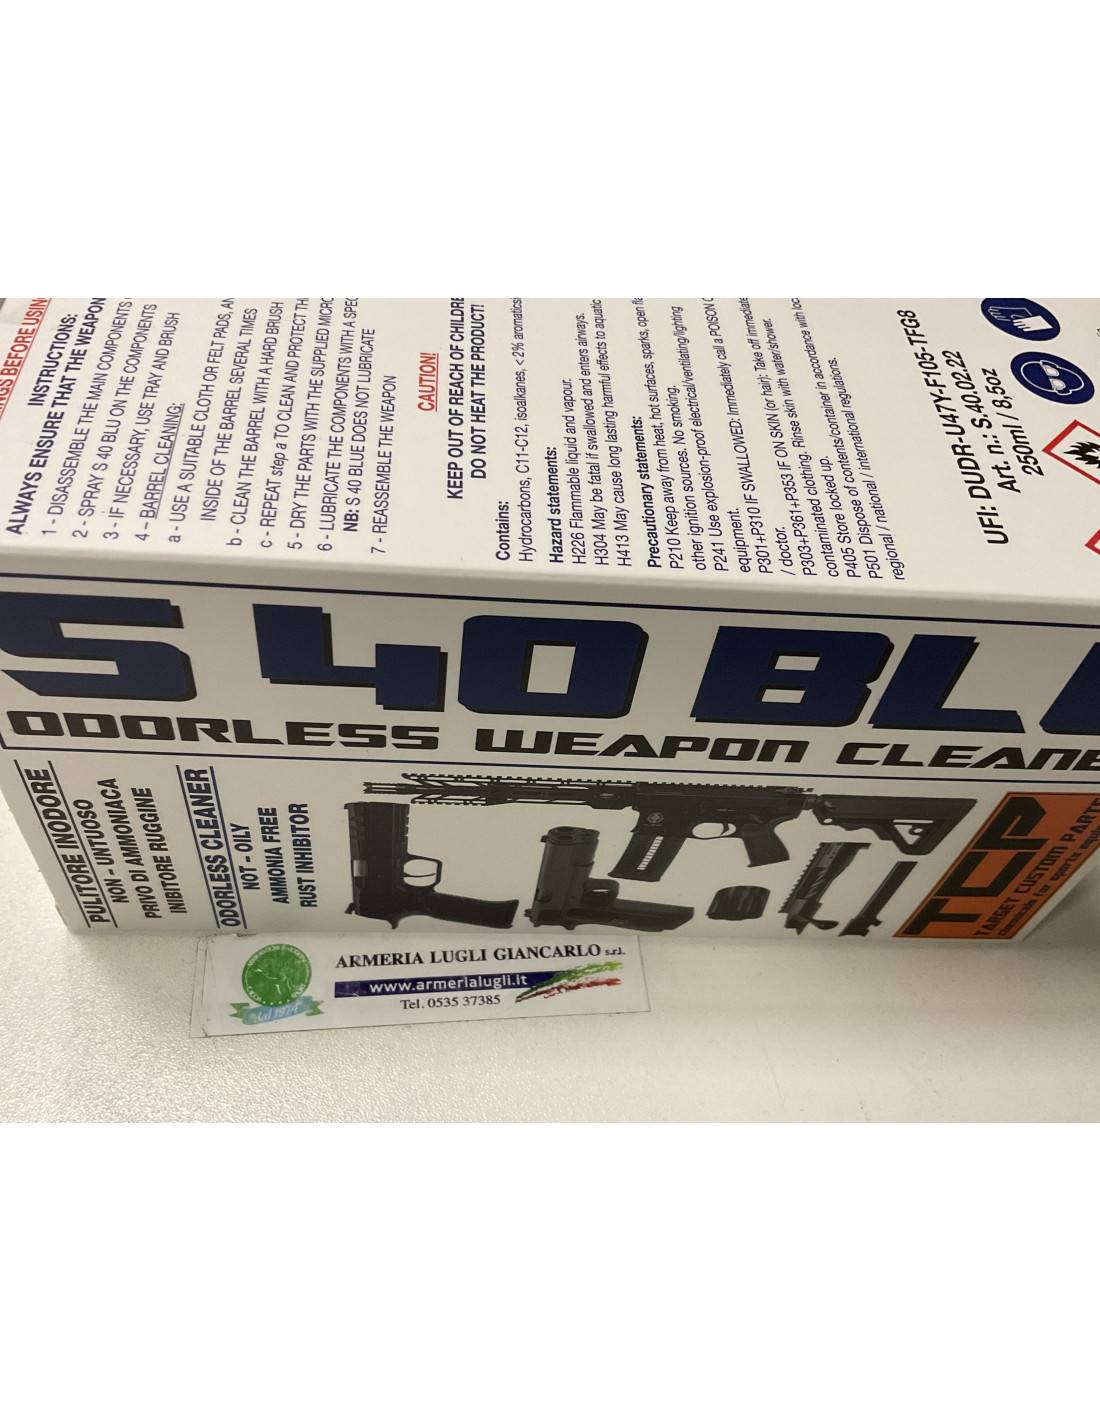 NGS BEFORE USIN
INSTRUCTIONS:
ALWAYS ENSURE THAT THE WEAPON
1 - DISASSEMBLE THE MAIN COMPONENTS
2 - SPRAY S 40 BLU ON THE COMPONENTS
3 - IF NECESSARY, USE TRAY AND BRUSH
4 – BARREL CLEANING:
a - USE A SUITABLE CLOTH OR FELT PADS, AN
INSIDE OF THE BARREL SEVERAL TIMES
b - CLEAN THE BARREL WITH A HARD BRUSH
c - REPEAT step a TO CLEAN AND PROTECT TH
5 - DRY THE PARTS WITH THE SUPPLIED MICRO
6 - LUBRICATE THE COMPONENTS WITH A SPEC
NB: S 40 BLUE DOES NOT LUBRICATE
7 - REASSEMBLE THE WEAPON
CAUTION!
KEEP OUT OF REACH OF CHILDRE
DO NOT HEAT THE PRODUCT!
Contains:
Hydrocarbons, C11-C12, isoalkanes, <2% aromatics
Hazard statements:
H226 Flammable liquid and vapour.
H304 May be fatal if swallowed and enters airways.
H413 May cause long lasting harmful effects to aquatic
Precautionary statements:
P210 Keep away from heat, hot surfaces, sparks, open fl
other ignition sources. No smoking.
P241 Use explosion-proof electrical/ventilating/lighting
equipment.
P301+P310 IF SWALLOWED: Immediately call a POISON C
/ doctor.
P303+P361+P353 IF ON SKIN (or hair): Take off immediate
contaminated clothing. Rinse skin with water/shower.
P405 Store locked up.
P501 Dispose of contents/container in accordance with loc
regional / national / international regulations.
UFI: DUDR-U47Y-F105-TFG8
Art. n.: S.40.02.22
250ml / 8,5oz
S 40 BLU
ODORLESS WEAPON CLEANE
PULITORE INODORE
NON - UNTUOSO
PRIVO DI AMMONIACA
INIBITORE RUGGINE
ODORLESS CLEANER
NOT - OILY
AMMONIA FREE
RUST INHIBITOR
TCP
TARGET CUSTOM PARTS
Chemicals for sports
ARMERIA LUGLI GIANCARLO s.r.l.
www.armerialugli.it
Tel. 0535 37385
dal 1974